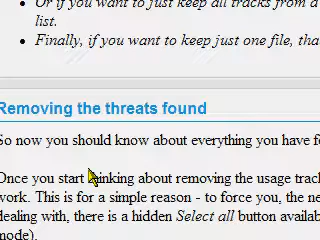 Or if you want to just keep all tracks from a
list.
Finally, if you want to keep just one file, tha
Removing the threats found
So now you should know about everything you have fo
Once you start thinking about removing the usage trac
work. This is for a simple reason - to force you, the ne
dealing with, there is a hidden Select all button availab
mode).